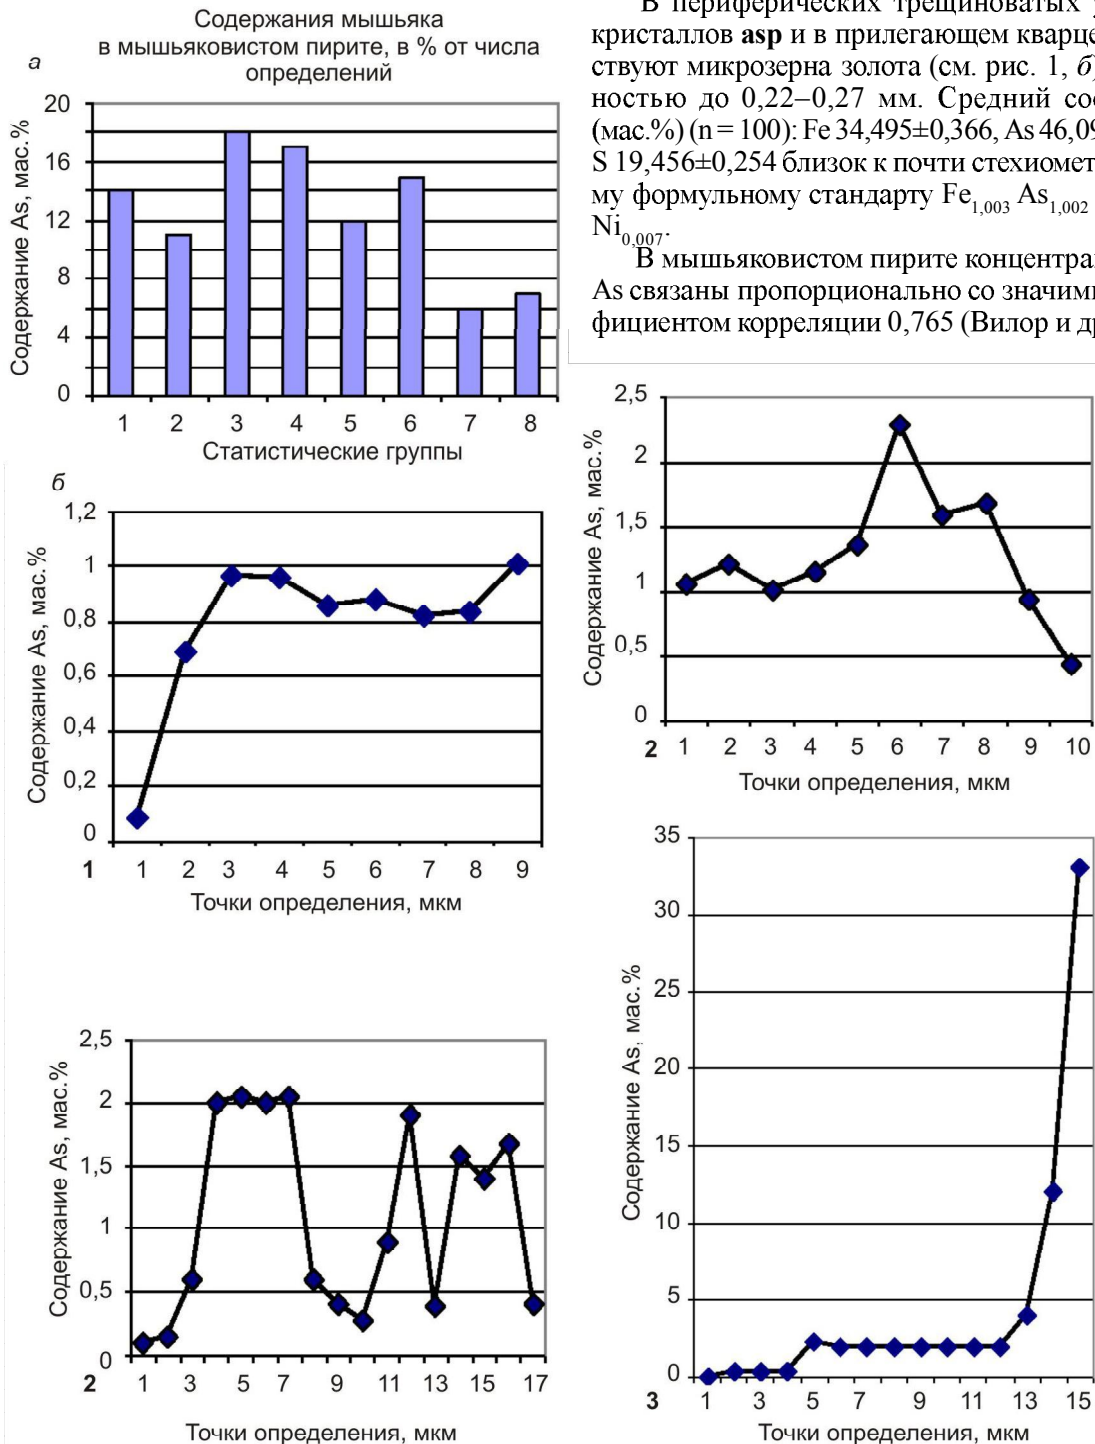 Содержания мышьяка
в мышьяковистом пирите, в % от числа
определений
а
Содержание As, мас.%
20
16
12
8
4
0
1 2 3 4 5 6 7 8
Статистические группы
В периферических трещиноватых
кристаллов asp и в прилегающем кварце
ствуют микрозерна золота (см. рис. 1, б)
ностью до 0,22–0,27 мм. Средний
(мас.%) (n = 100): Fe 34,495±0,366, As 46,09
S 19,456±0,254 близок к почти стехиомет
му формульному стандарту Fe1,003 As1,002
Ni0,007.
В мышьяковистом пирите концентра
As связаны пропорционально со значим
фициентом корреляции 0,765 (Вилор и др
б
Содержание As, мас.%
1,2
1
0,8
0,6
0,4
0,2
0
1 1 2 3 4 5 6 7 8 9
Точки определения, мкм
Содержание As, мас.%
2,5
2
1,5
1
0,5
0
2 1 2 3 4 5 6 7 8 9 10
Точки определения, мкм
Содержание As, мас.%
2,5
2
1,5
1
0,5
0
2 1 3 5 7 9 11 13 15 17
Точки определения, мкм
Содержание As, мас.%
35
30
25
20
15
10
5
0
3 1 3 5 7 9 11 13 15
Точки определения, мкм